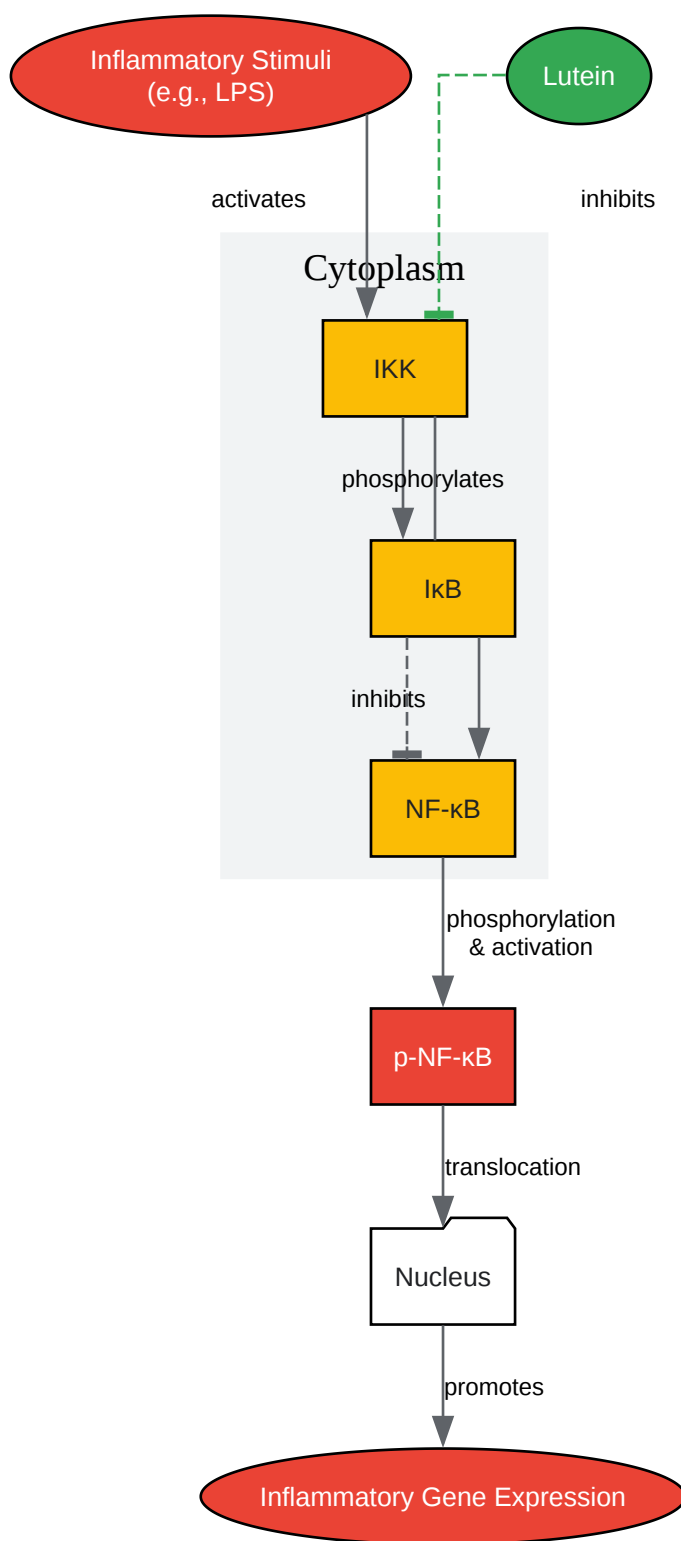 Inflammatory Stimuli
(e.g., LPS)
Lutein
activates
inhibits
Cytoplasm
IKK
phosphorylates
IκB
inhibits
NF-κB
phosphorylation
& activation
p-NF-κB
translocation
Nucleus
promotes
Inflammatory Gene Expression